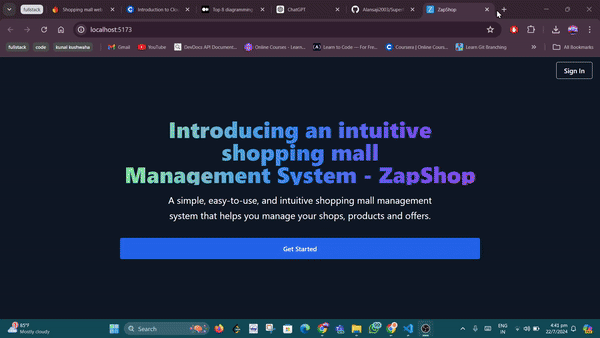 fullstack
Shopping mall web
Introduction to Clo
Top 8 diagramming
ChatGPT
Alamaji2003/Super
ZapShop
localhost:5173
fullstack
code
kunal kushwaha
Gmail
YouTube
DevDocs API Document...
Online Courses - Learn...
Learn to Code — For Fre...
Coursera | Online Cours...
Learn Git Branching
All Bookmarks
Sign In
Introducing an intuitive
shopping mall
Management System - ZapShop
A simple, easy-to-use, and intuitive shopping mall management
system that helps you manage your shops, products and offers.
Get Started
85°F
Mostly cloudy
Search
ENG
IN
4:41 pm
22/7/2024